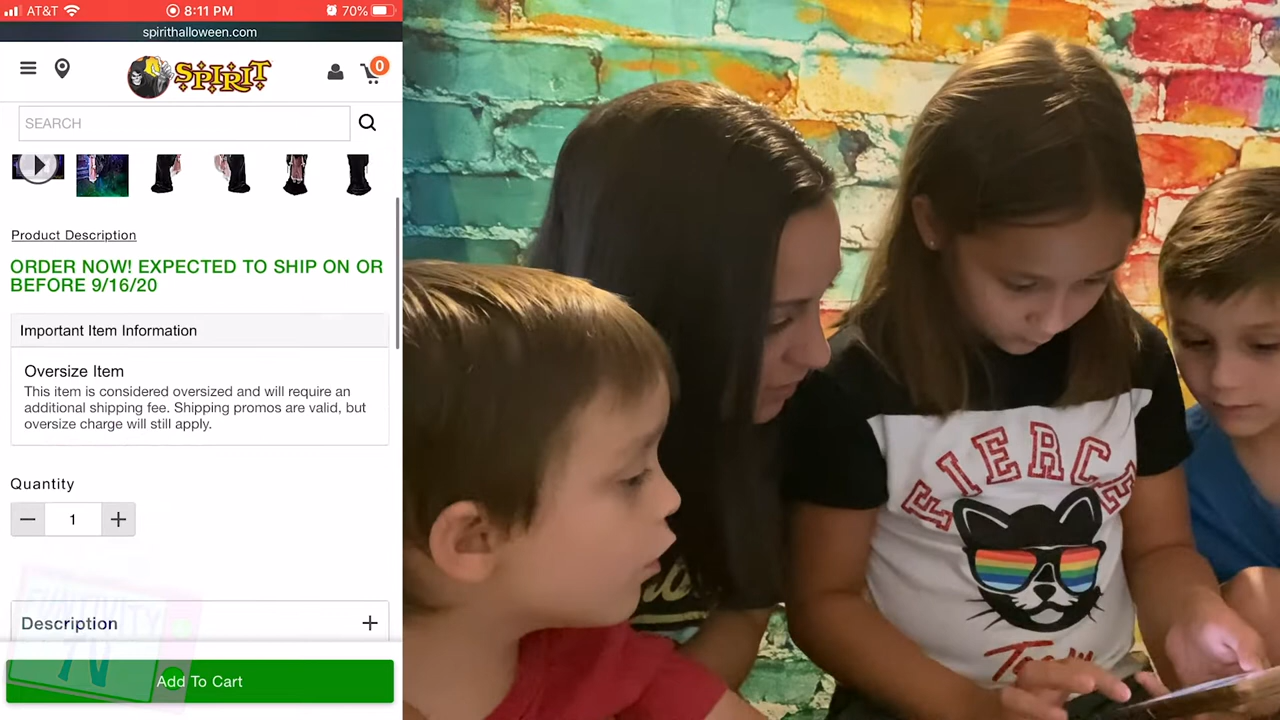 AT&T
8:11 PM
70%
spirithalloween.com
SPIRIT
0
SEARCH
Product Description
ORDER NOW! EXPECTED TO SHIP ON OR
BEFORE 9/16/20
Important Item Information
Oversize Item
This item is considered oversized and will require an
additional shipping fee. Shipping promos are valid, but
oversize charge will still apply.
Quantity
1
Description
Add To Cart
FUNTIVITY
TV
FIERCE